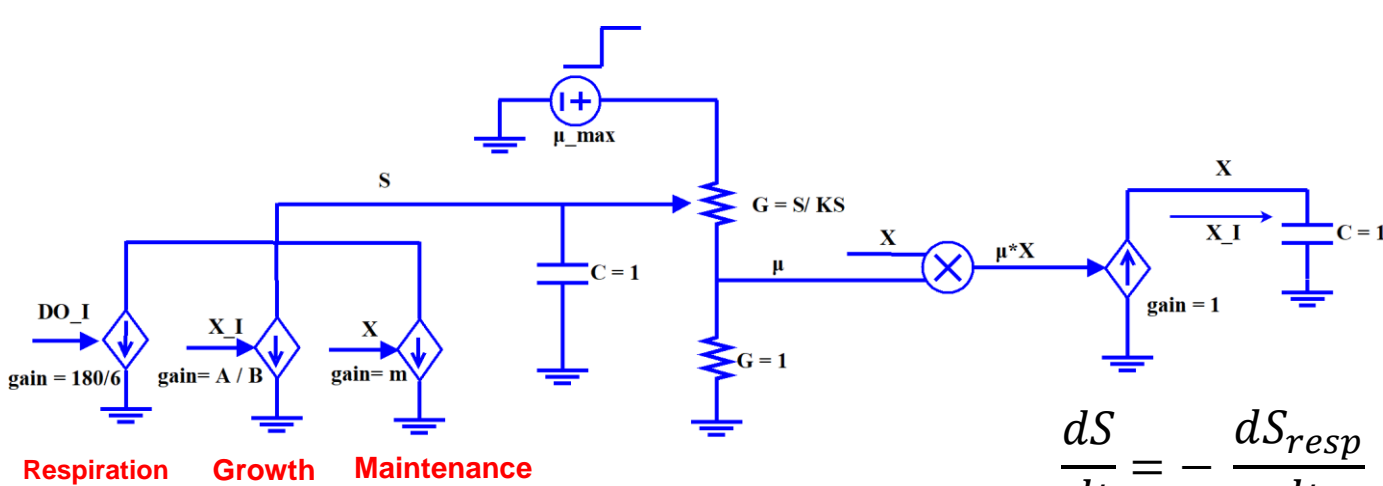 μ_max
S
G = S/ KS
X
X
X_I
C = 1
μ
μ*X
C = 1
DO_I
X_I
X
gain = 1
gain = 180/6
gain= A / B
gain= m
G = 1
Respiration Growth Maintenance
dS
dS_resp
= −